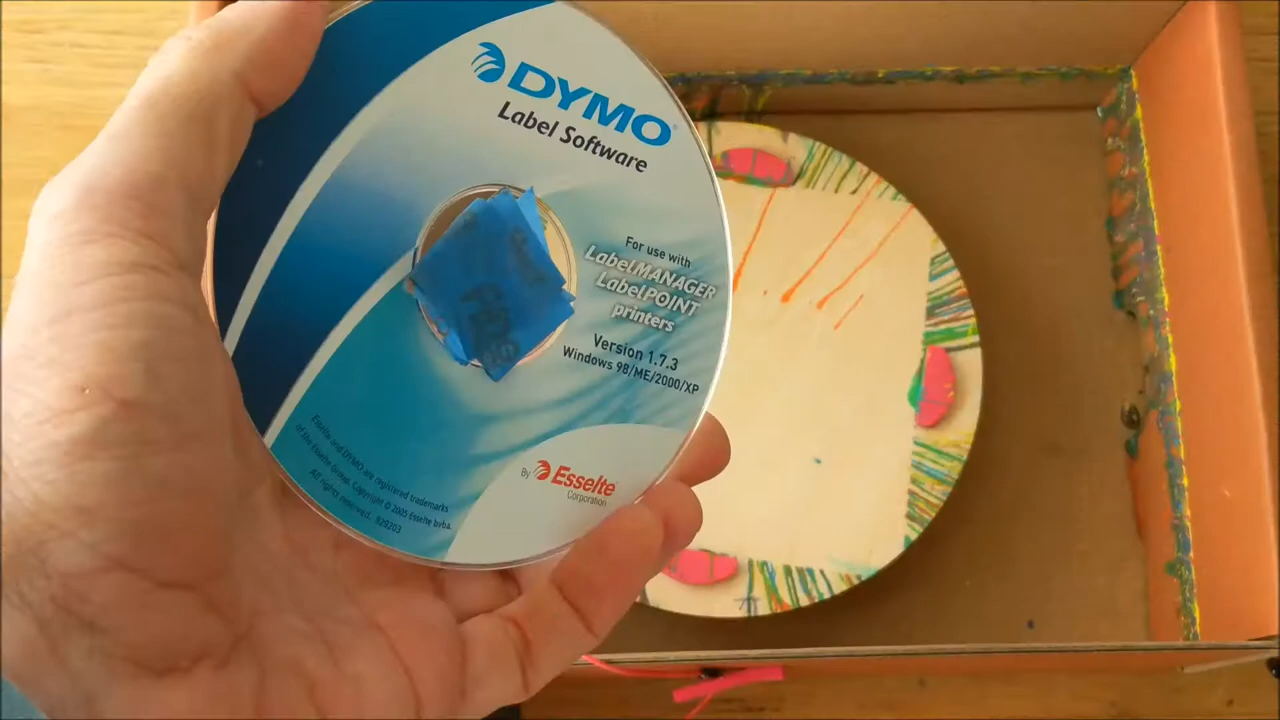 DYMO®
Label Software
For use with
LabelMANAGER
LabelPOINT
printers
Version 1.7.3
Windows 98/ME/2000/XP
Esselte and DYMO are registered trademarks
of the Esselte Group. Copyright © 2005 Esselte bvba.
All rights reserved. 929203
By Esselte
Corporation